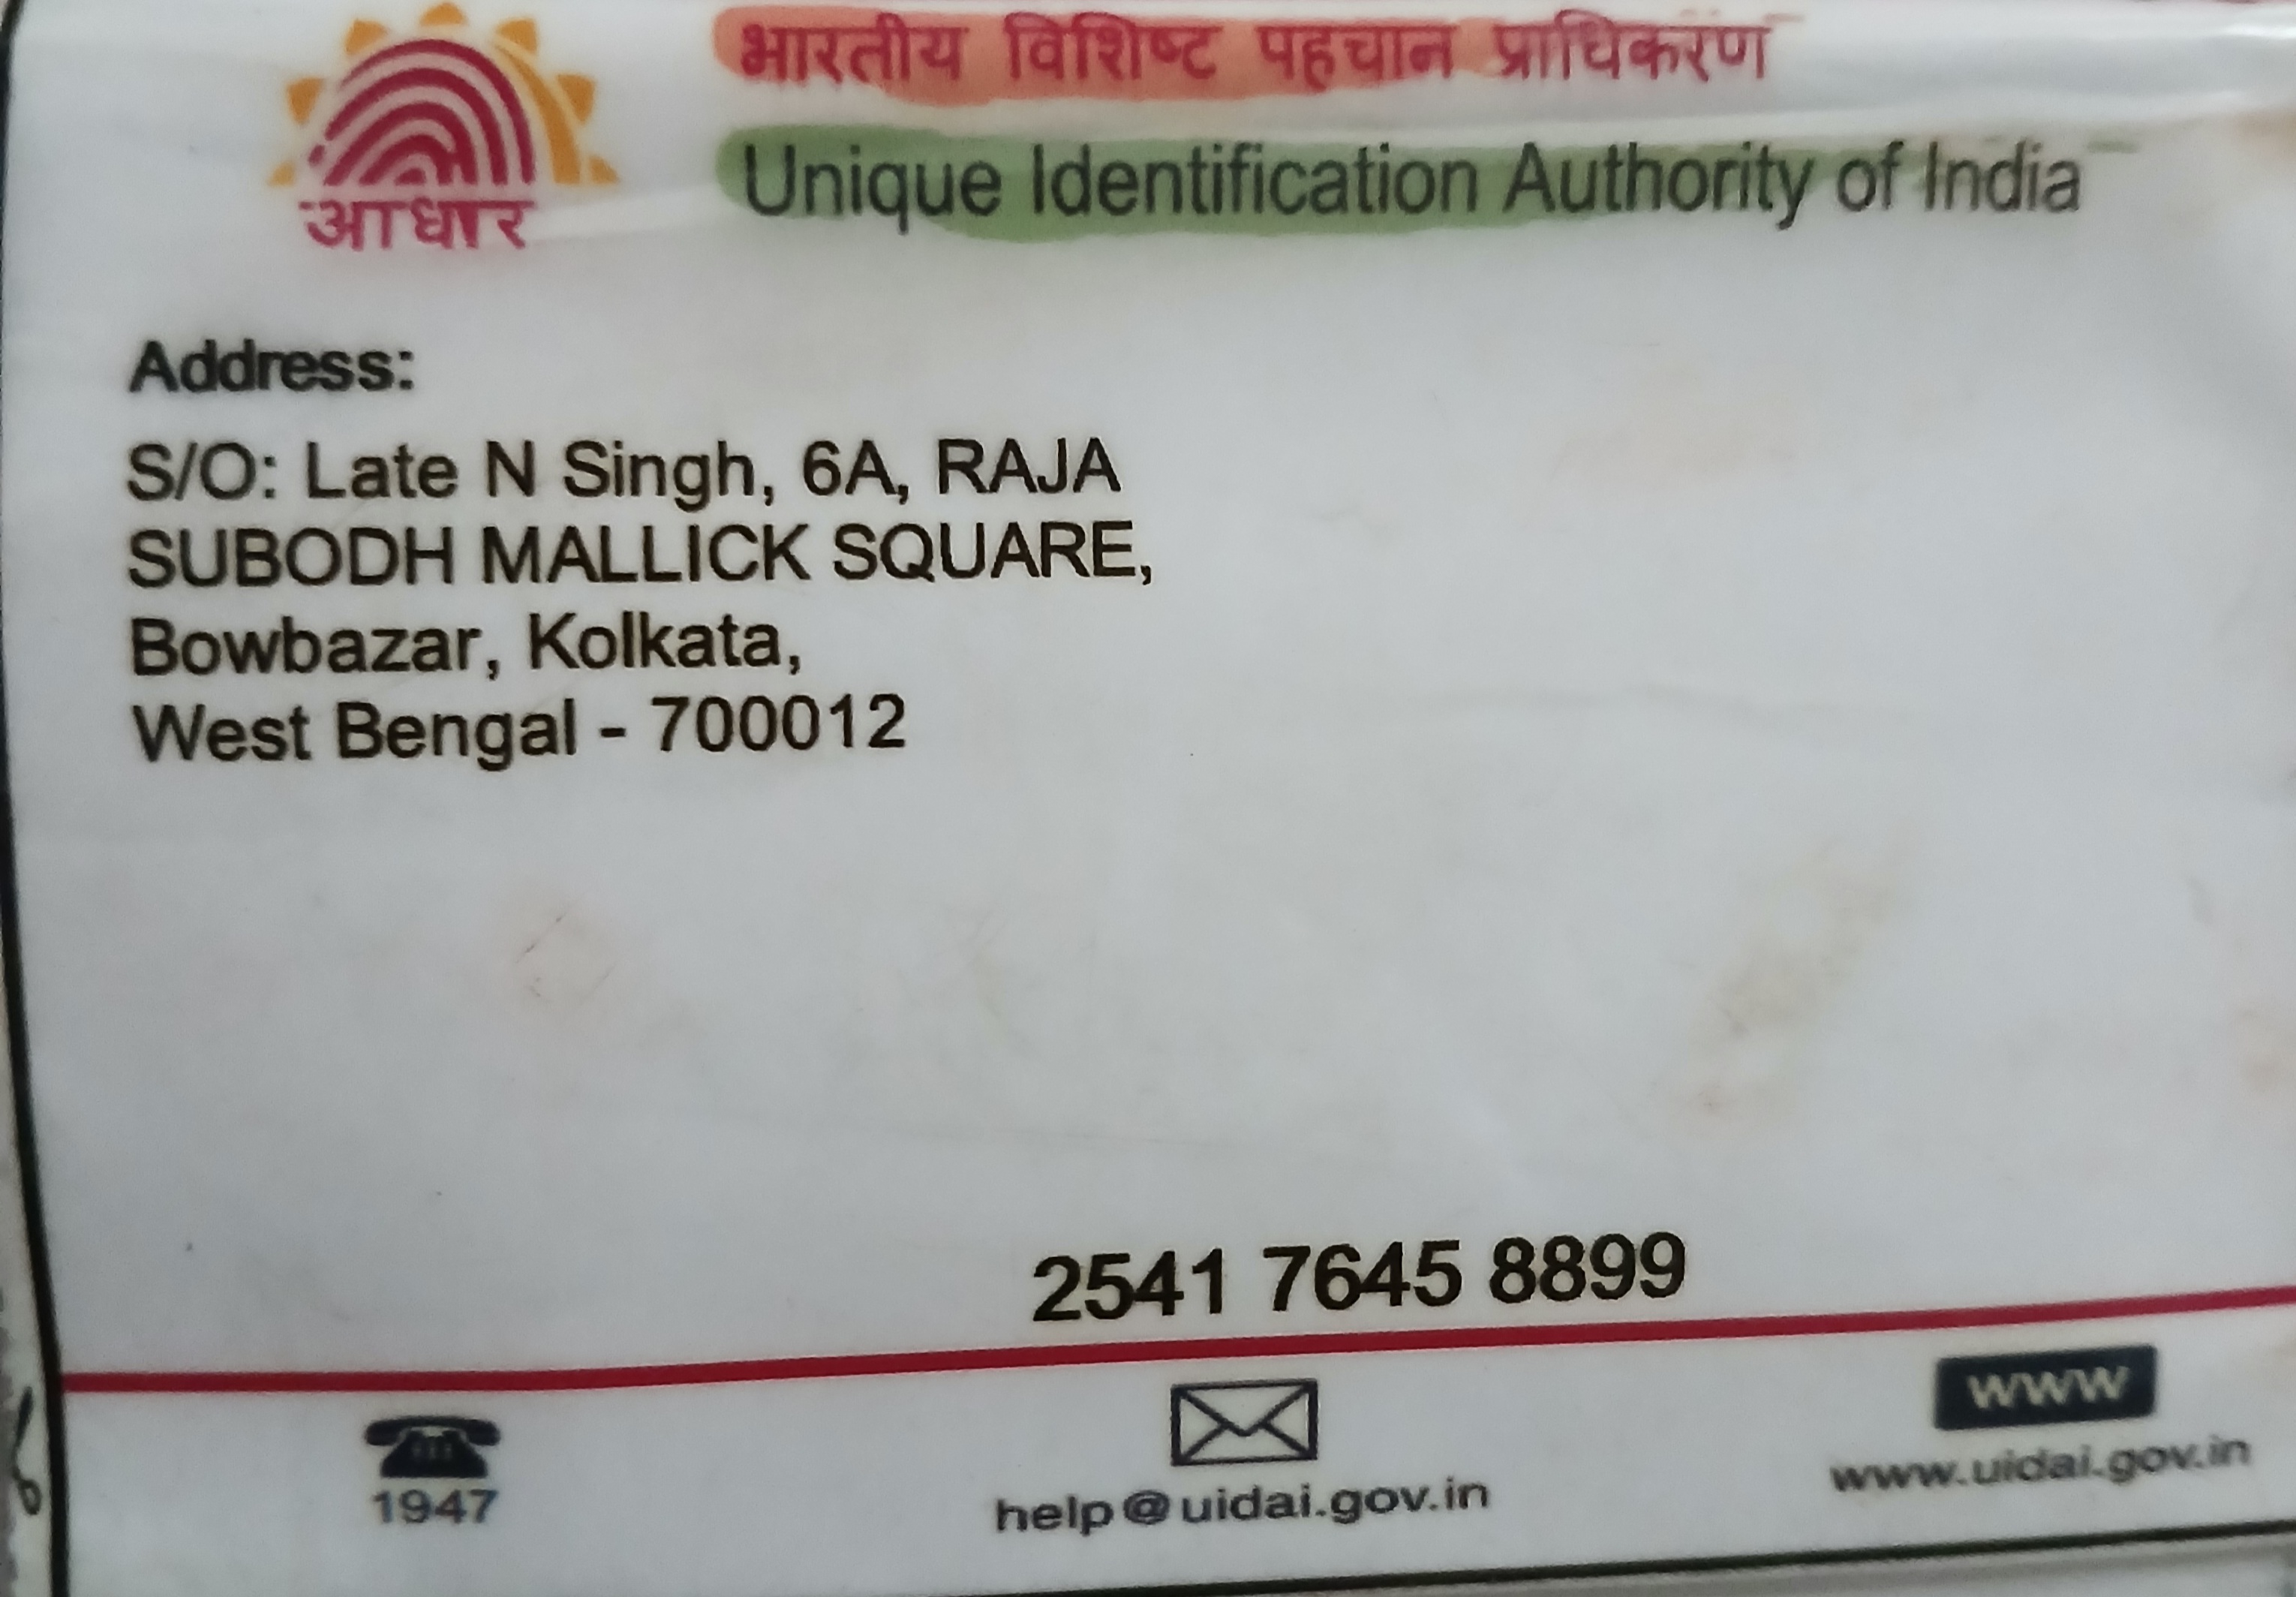 भारतीय विशिष्ट पहचान प्राधिकरण
Unique Identification Authority of India
आधार
Address:
S/O: Late N Singh, 6A, RAJA
SUBODH MALLICK SQUARE,
Bowbazar, Kolkata,
West Bengal - 700012
2541 7645 8899
WWW
1947
help@uidai.gov.in
www.uidai.gov.in